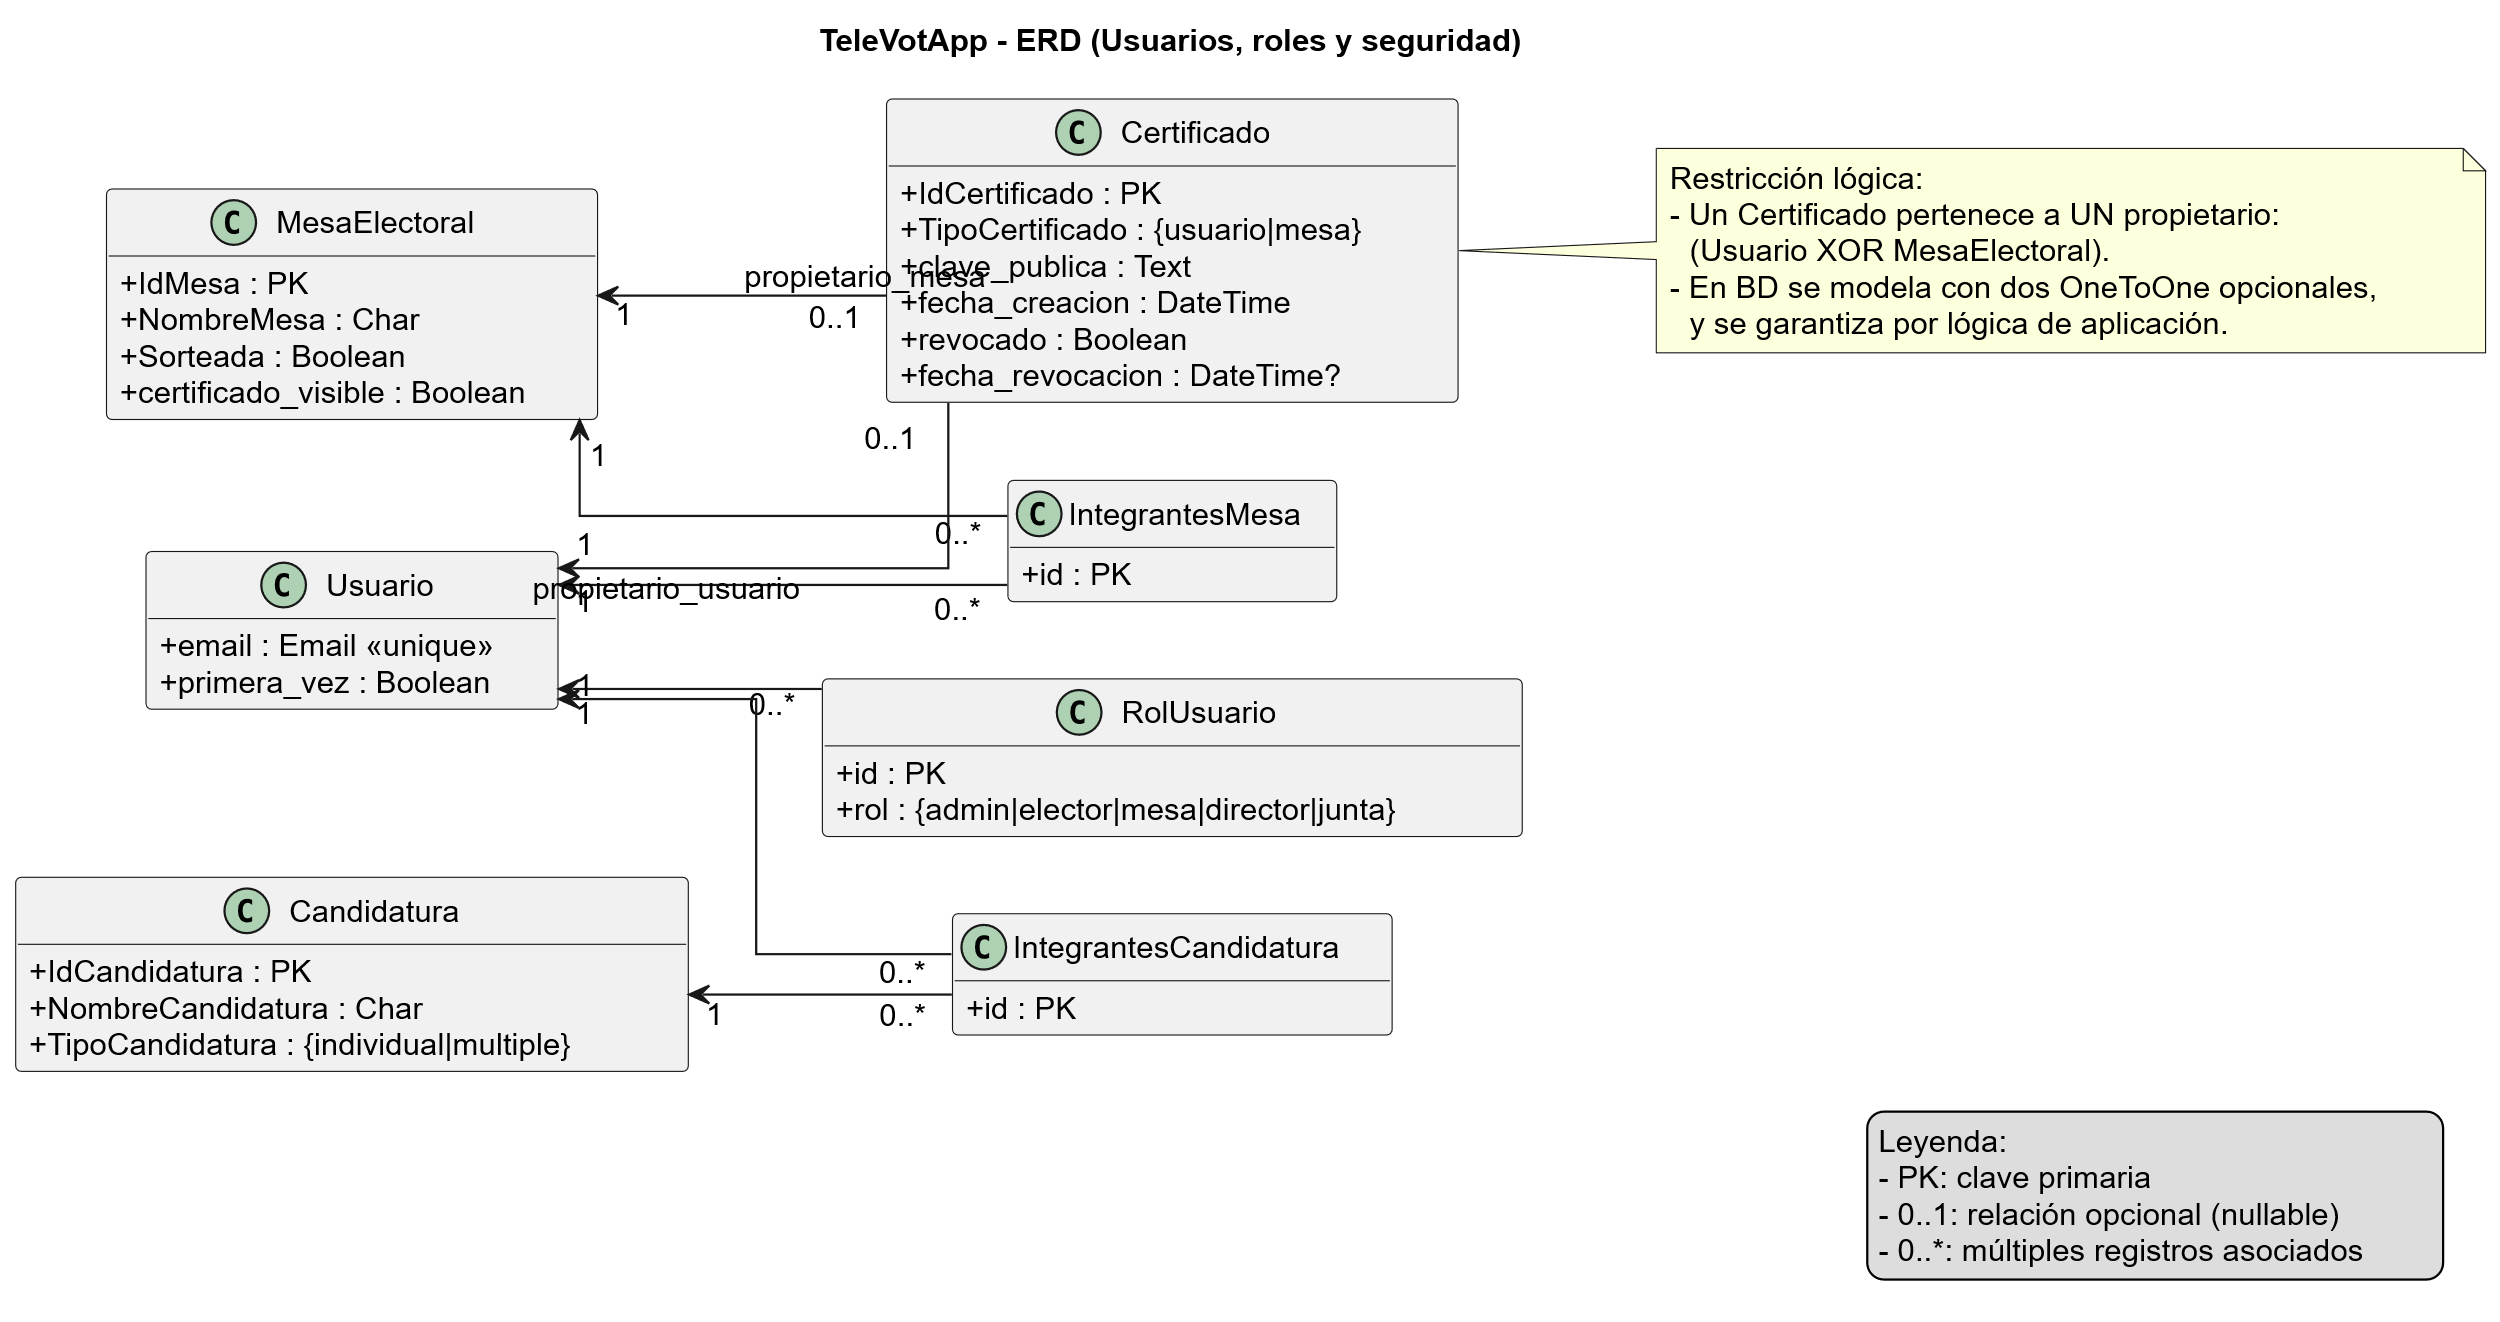 TeleVotApp - ERD (Usuarios, roles y seguridad)
C MesaElectoral
+IdMesa : PK
+NombreMesa : Char
+Sorteada : Boolean
+certificado_visible : Boolean
C Certificado
+IdCertificado : PK
+TipoCertificado : {usuario|mesa}
+clave_publica : Text
+fecha_creacion : DateTime
+revocado : Boolean
+fecha_revocacion : DateTime?
Restricción lógica:
- Un Certificado pertenece a UN propietario:
(Usuario XOR MesaElectoral).
- En BD se modela con dos OneToOne opcionales,
y se garantiza por lógica de aplicación.
propietario_mesa
1
0..1
0..1
1
C IntegrantesMesa
+id : PK
0..*
1
C Usuario
+email : Email «unique»
+primera_vez : Boolean
propietario_usuario
1
0..*
1
0..*
1
C RolUsuario
+id : PK
+rol : {admin|elector|mesa|director|junta}
C Candidatura
+IdCandidatura : PK
+NombreCandidatura : Char
+TipoCandidatura : {individual|multiple}
C IntegrantesCandidatura
+id : PK
0..*
1
0..*
Leyenda:
- PK: clave primaria
- 0..1: relación opcional (nullable)
- 0..*: múltiples registros asociados